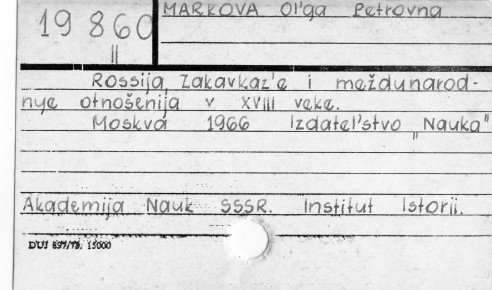 MARKOVA Ol'ga Petrovna
19 860
II
Rossija, Zakavkaz'e i meždunarod-
nye otnošenija v XVIII veke.
Moskva 1966 Izdatel'stvo „Nauka"
Akademija Nauk SSSR. Institut Istorii.
DUJ 897/78. 15000